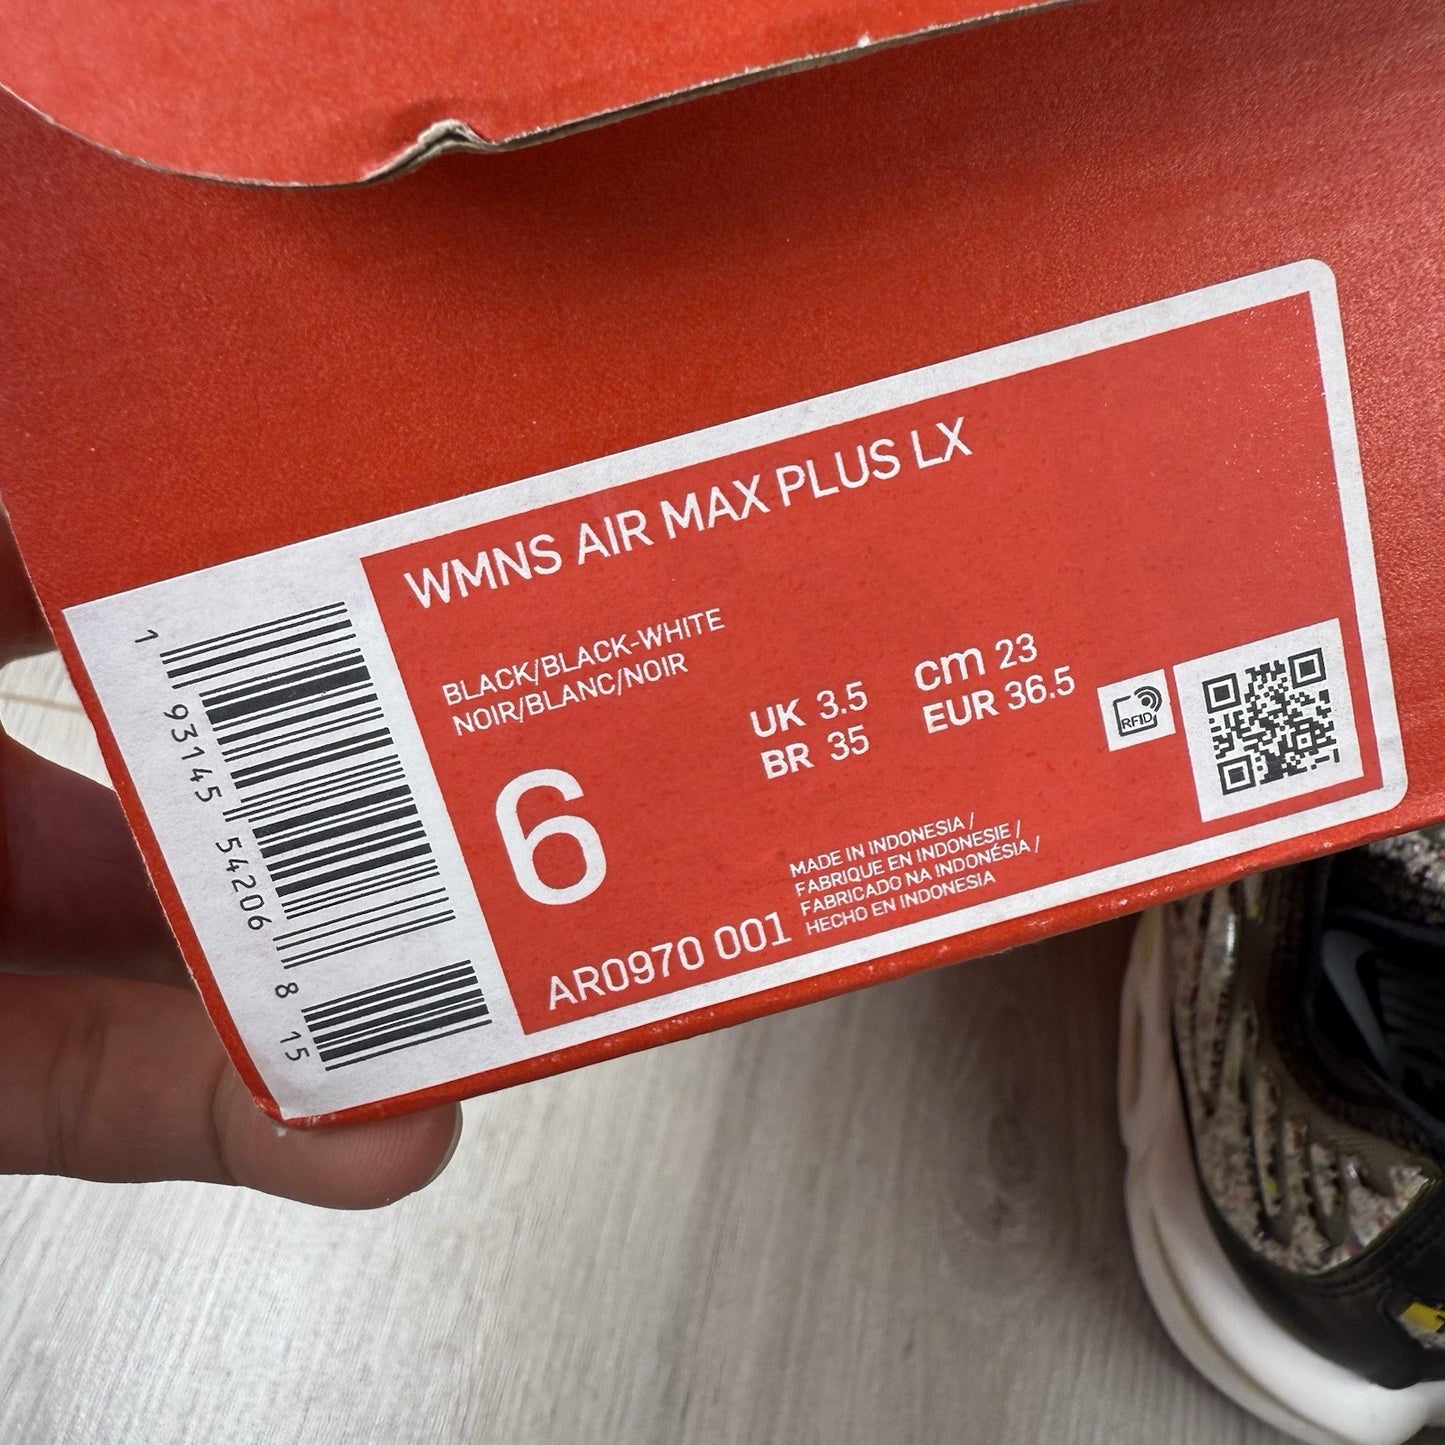 WMNS AIR MAX PLUS LX
BLACK/BLACK-WHITE
NOIR/BLANC/NOIR
UK 3.5
BR 35
cm 23
EUR 36.5
RFID
6
MADE IN INDONESIA /
FABRIQUE EN INDONESIE /
FABRICADO NA INDONÉSIA /
HECHO EN INDONESIA
AR0970 001
1 93145 54206 8 15